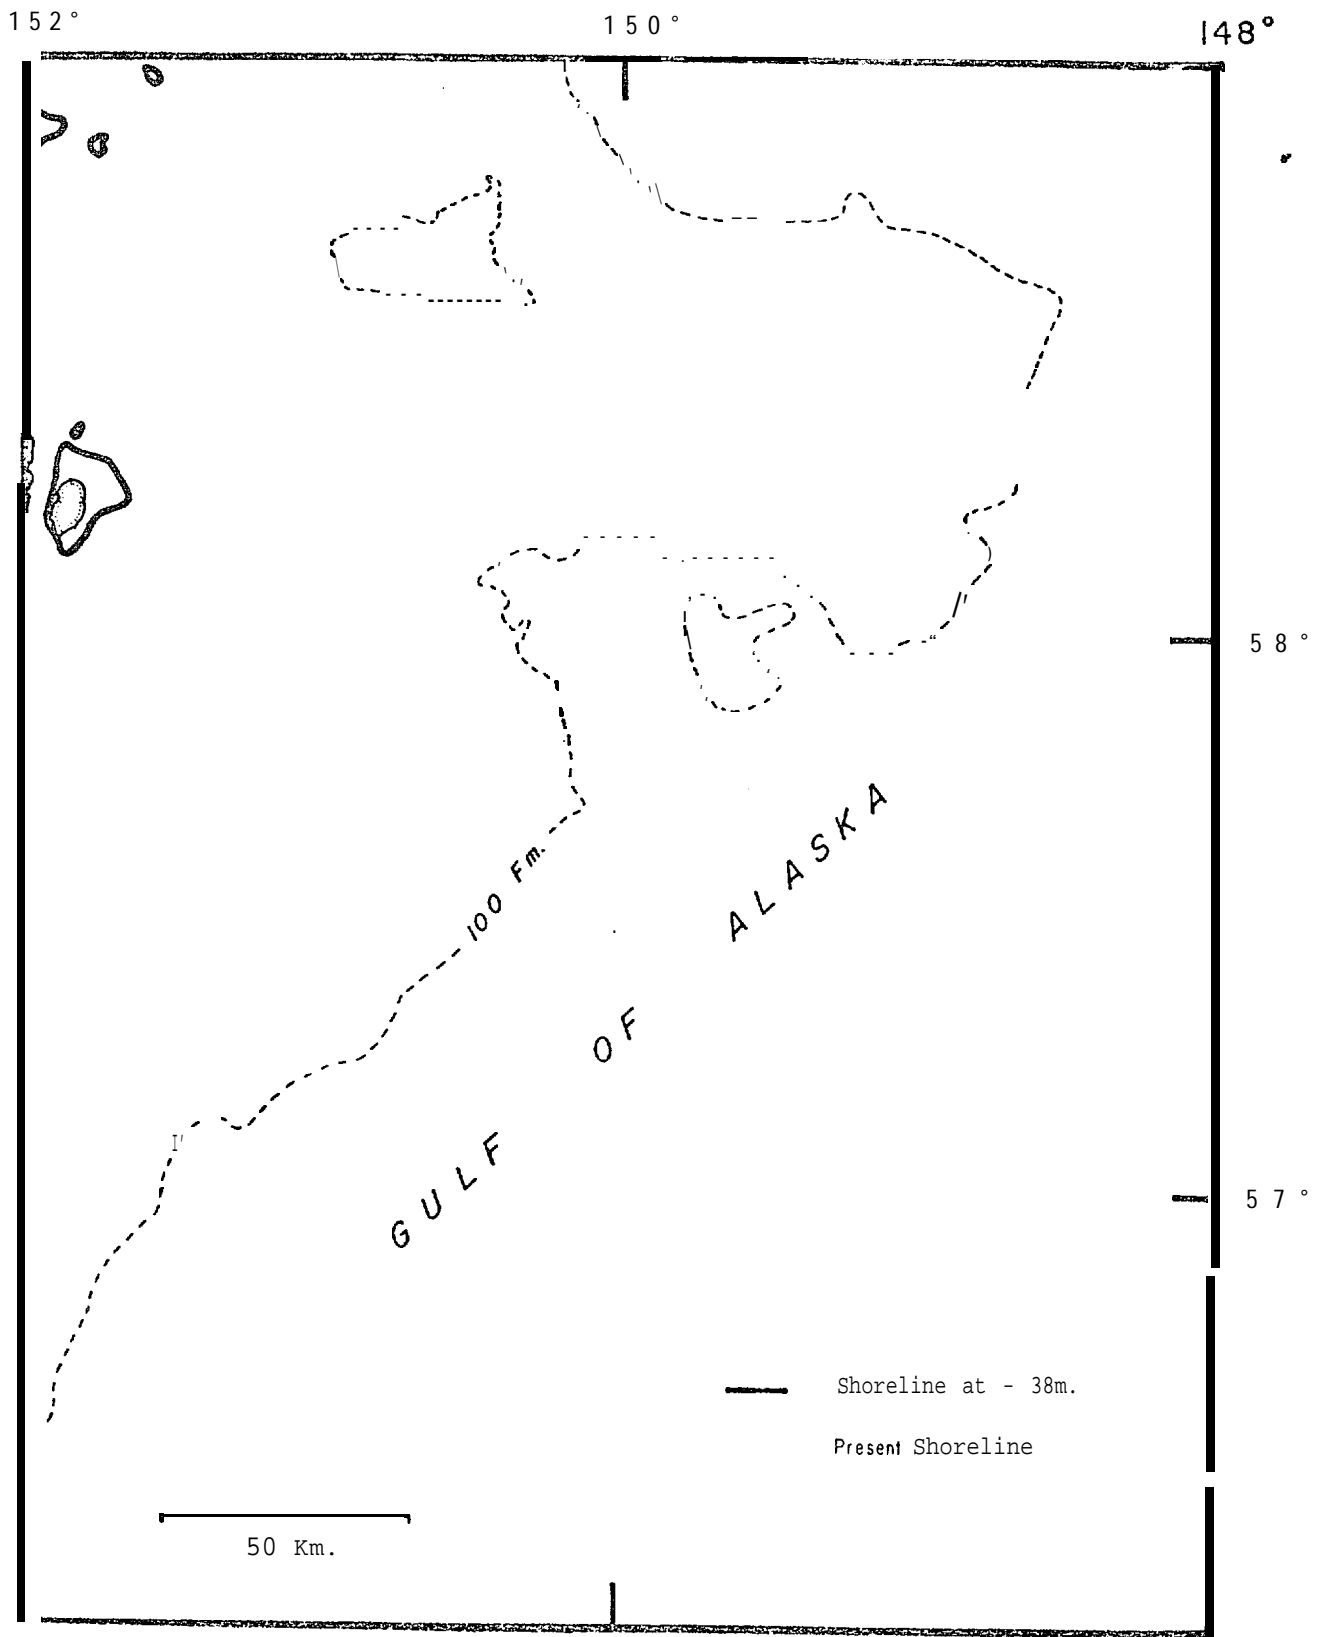 152° 150° 148°
58°
100 Fm.
GULF OF ALASKA
57°
Shoreline at - 38m.
Present Shoreline
50 Km.